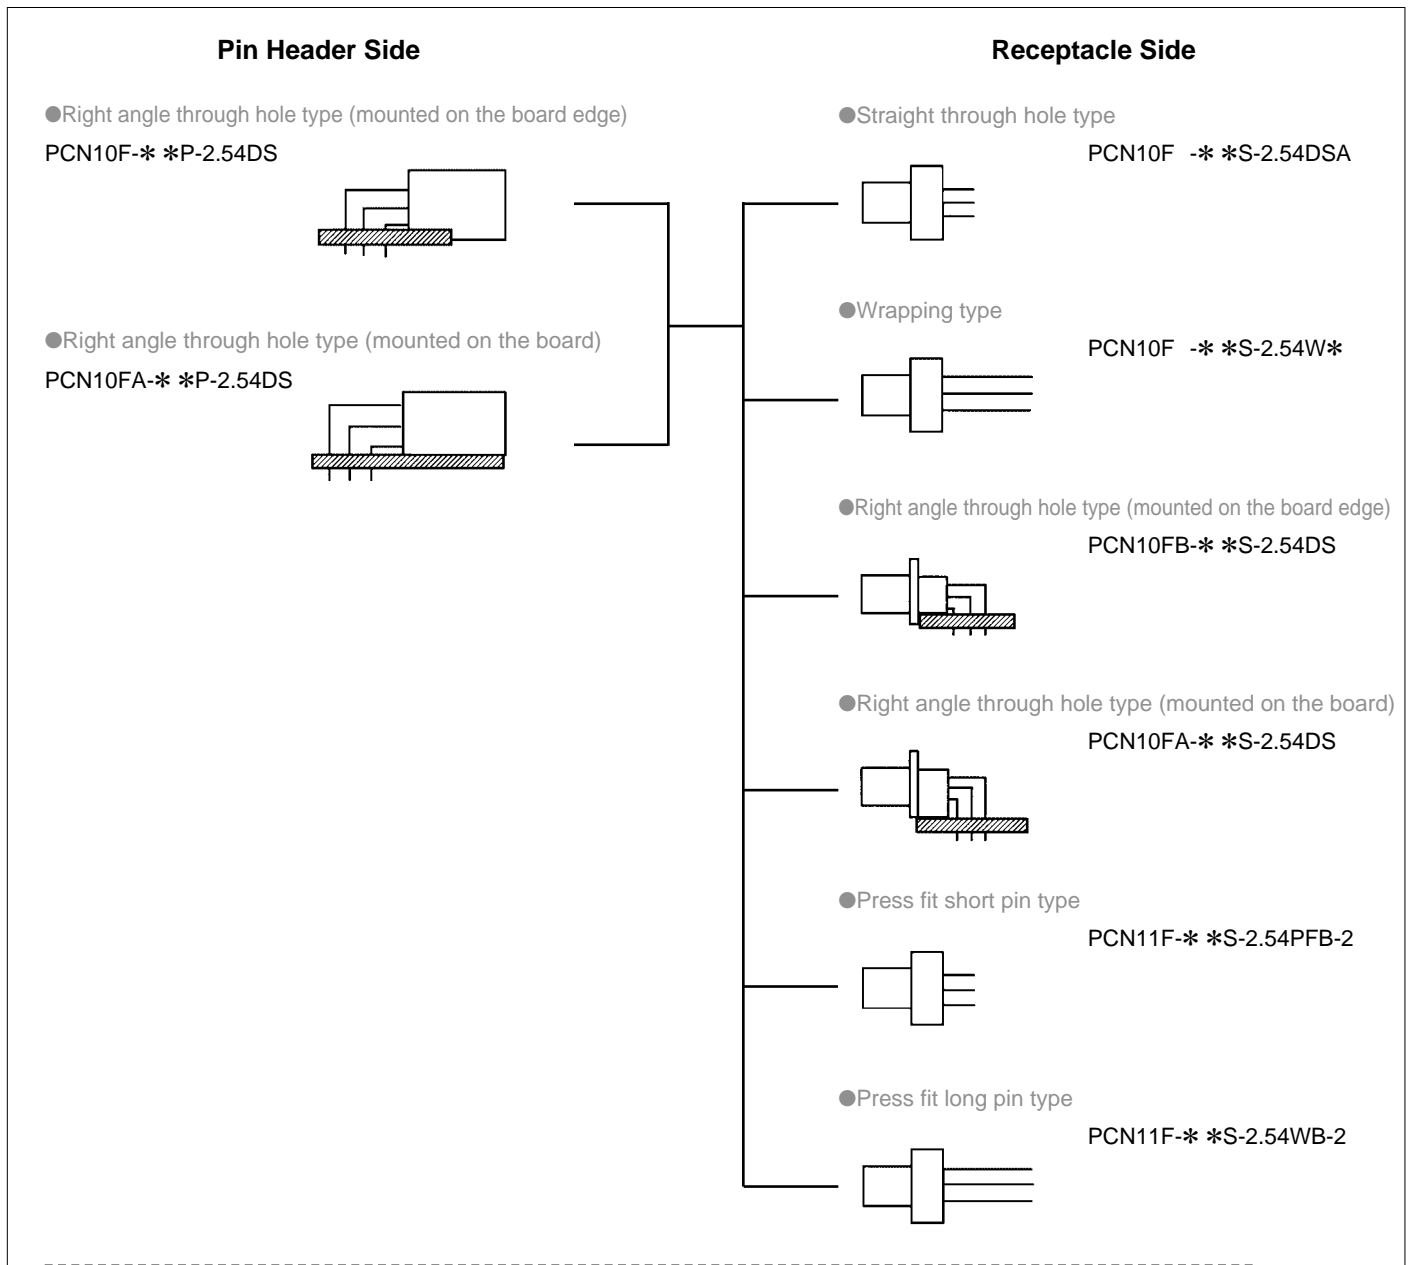 Pin Header Side
●Right angle through hole type (mounted on the board edge)
PCN10F-* *P-2.54DS
●Right angle through hole type (mounted on the board)
PCN10FA-* *P-2.54DS
Receptacle Side
●Straight through hole type
PCN10F -* *S-2.54DSA
●Wrapping type
PCN10F -* *S-2.54W*
●Right angle through hole type (mounted on the board edge)
PCN10FB-* *S-2.54DS
●Right angle through hole type (mounted on the board)
PCN10FA-* *S-2.54DS
●Press fit short pin type
PCN11F-* *S-2.54PFB-2
●Press fit long pin type
PCN11F-* *S-2.54WB-2